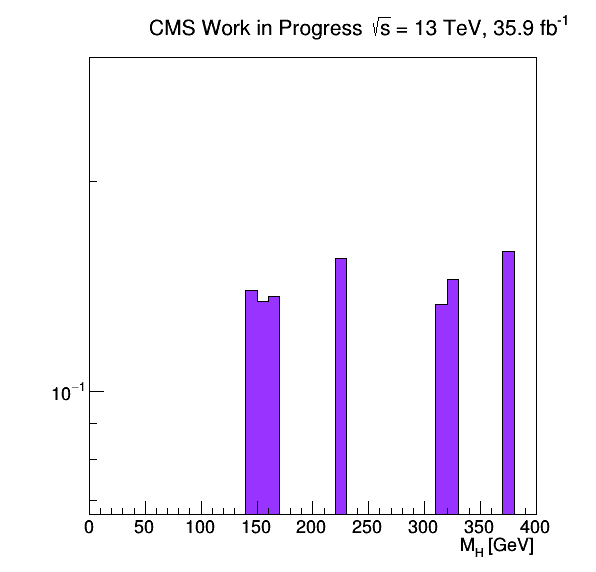 CMS Work in Progress √s = 13 TeV, 35.9 fb⁻¹
10⁻¹
0 50 100 150 200 250 300 350 400
M_H [GeV]